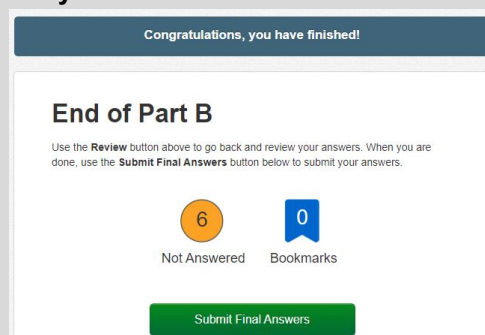 Congratulations, you have finished!
End of Part B
Use the Review button above to go back and review your answers. When you are
done, use the Submit Final Answers button below to submit your answers.
6
0
Not Answered
Bookmarks
Submit Final Answers